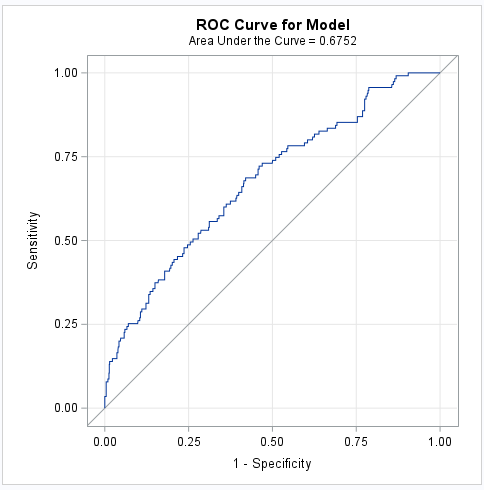 ROC Curve for Model
Area Under the Curve = 0.6752
1.00
0.75
0.50
0.25
0.00
Sensitivity
0.00 0.25 0.50 0.75 1.00
1 - Specificity